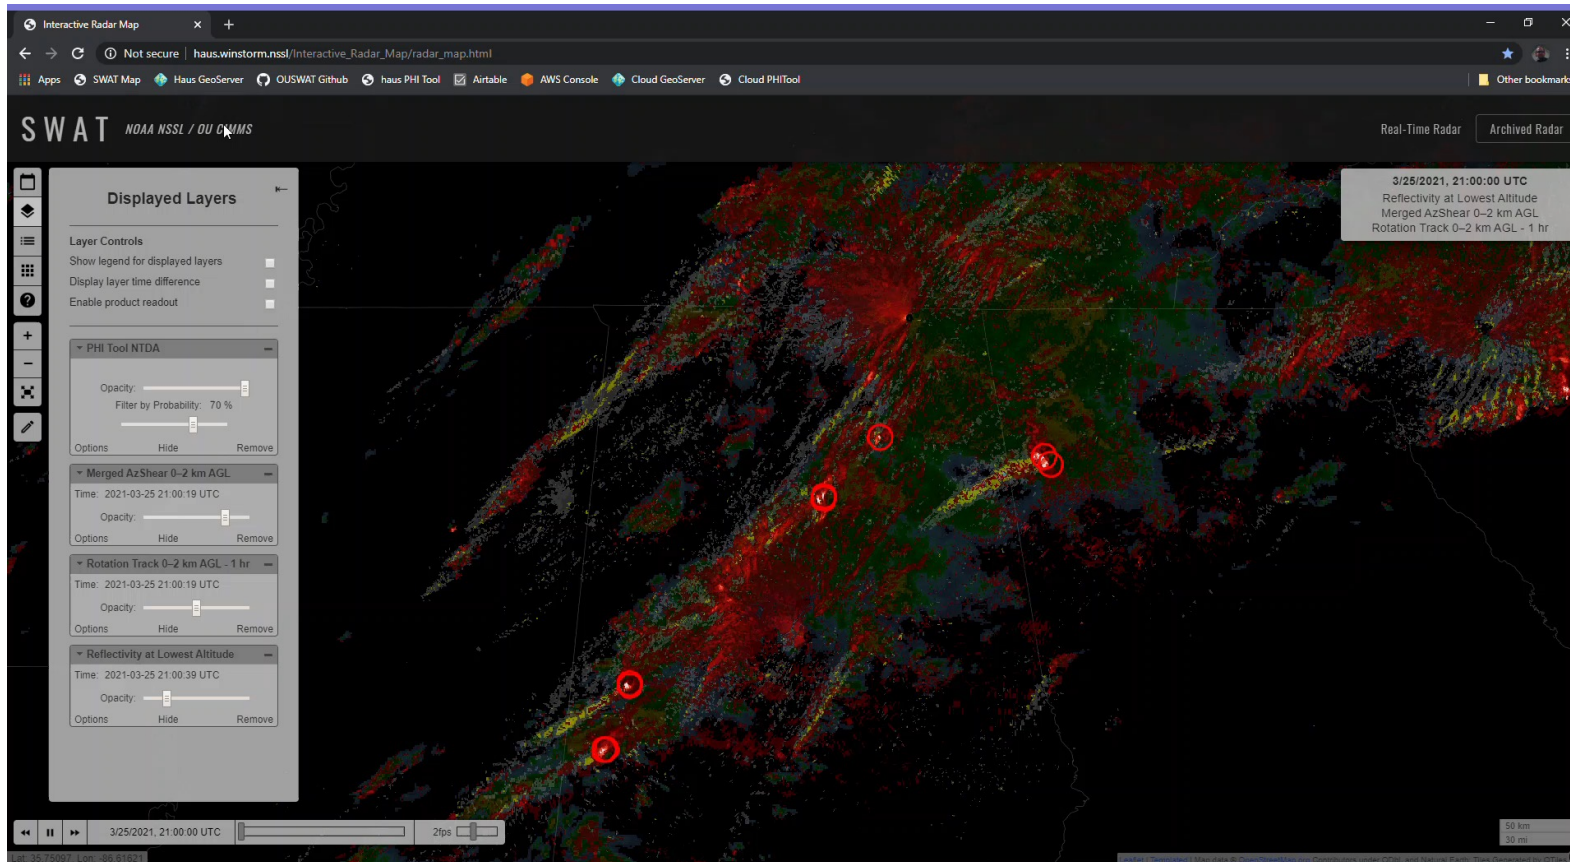 Interactive Radar Map
Not secure | haus.winstorm.nssl/Interactive_Radar_Map/radar_map.html
Apps SWAT Map Haus GeoServer OUSWAT Github haus PHI Tool Airtable AWS Console Cloud GeoServer Cloud PHITool Other bookmarks
SWAT NOAA NSSL / OU CIMMS Real-Time Radar Archived Radar
Displayed Layers
Layer Controls
Show legend for displayed layers
Display layer time difference
Enable product readout
PHI Tool NTDA
Opacity:
Filter by Probability: 70 %
Options Hide Remove
Merged AzShear 0–2 km AGL
Time: 2021-03-25 21:00:19 UTC
Opacity:
Options Hide Remove
Rotation Track 0–2 km AGL - 1 hr
Time: 2021-03-25 21:00:19 UTC
Opacity:
Options Hide Remove
Reflectivity at Lowest Altitude
Time: 2021-03-25 21:00:39 UTC
Opacity:
Options Hide Remove
3/25/2021, 21:00:00 UTC
Reflectivity at Lowest Altitude
Merged AzShear 0–2 km AGL
Rotation Track 0–2 km AGL - 1 hr
3/25/2021, 21:00:00 UTC 2fps
50 km
30 mi
Lat: 35.75097, Lon: -86.61621